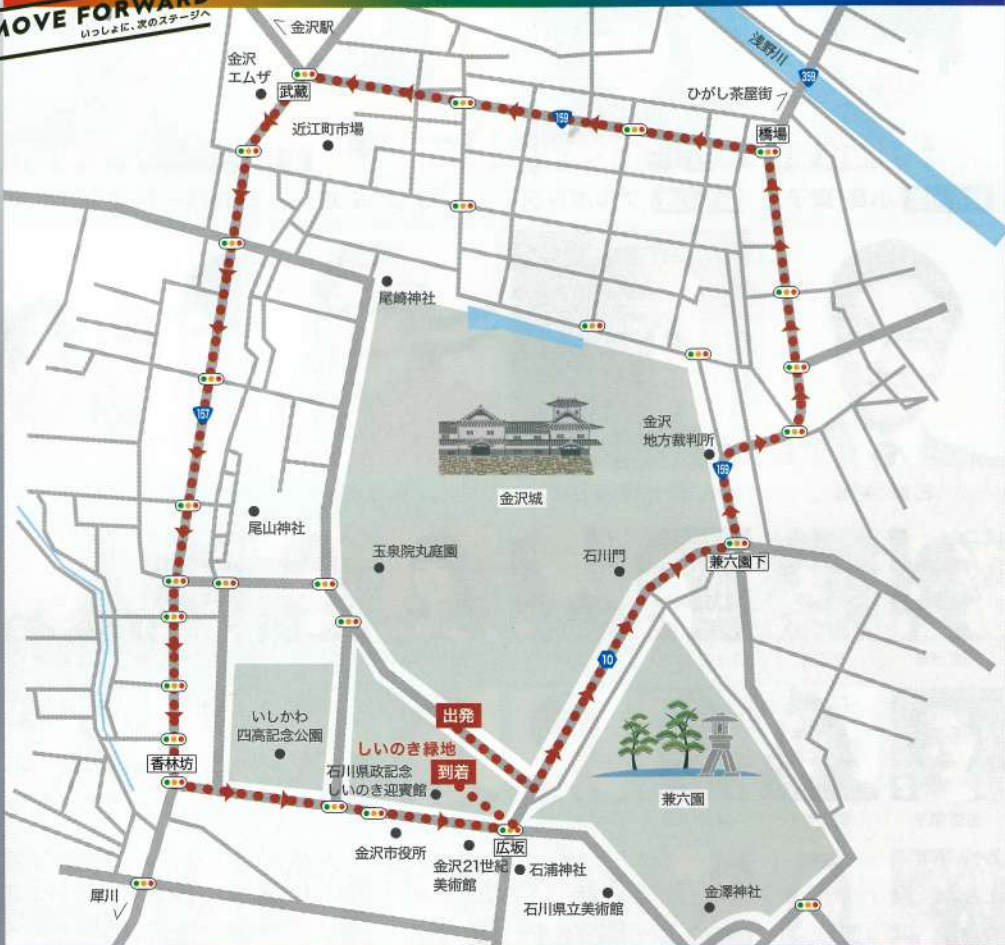 MOVE FORWARD
いっしょに、次のステージへ
金沢駅
金沢
エムザ
武蔵
近江町市場
159
浅野川
359
ひがし茶屋街
橋場
尾崎神社
157
金沢
地方裁判所
159
金沢城
尾山神社
玉泉院丸庭園
石川門
兼六園下
10
出発
いしかわ
四高記念公園
しいのき緑地
到着
石川県政記念
しいのき迎賓館
香林坊
兼六園
広坂
金沢市役所
金沢21世紀
美術館
石浦神社
石川県立美術館
金澤神社
犀川